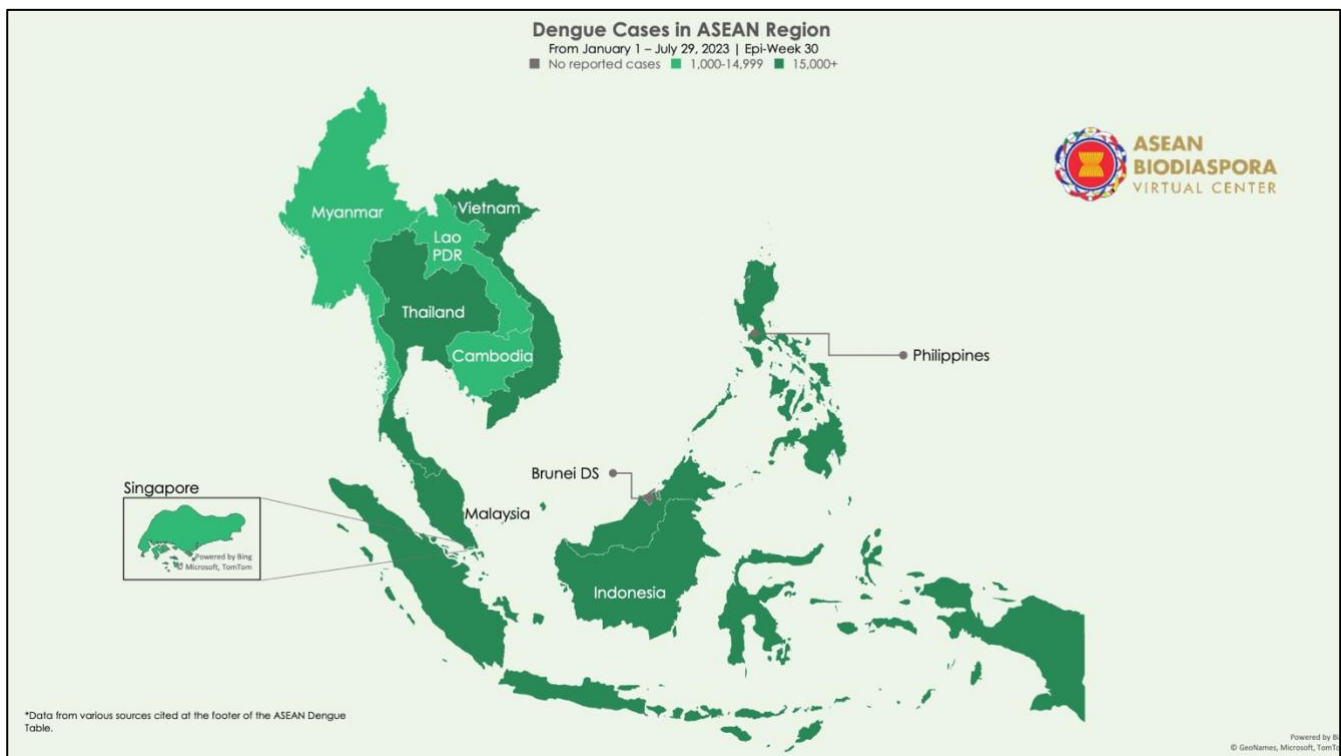 Dengue Cases in ASEAN Region
From January 1 – July 29, 2023 | Epi-Week 30
No reported cases 1,000-14,999 15,000+
ASEAN
BIODIASPORA
VIRTUAL CENTER
Myanmar
Vietnam
Lao
PDR
Thailand
Cambodia
Philippines
Brunei DS
Singapore
Powered by Bing
© Microsoft, TomTom
Malaysia
Indonesia
*Data from various sources cited at the footer of the ASEAN Dengue
Table.
Powered by Bi
© GeoNames, Microsoft, TomTo